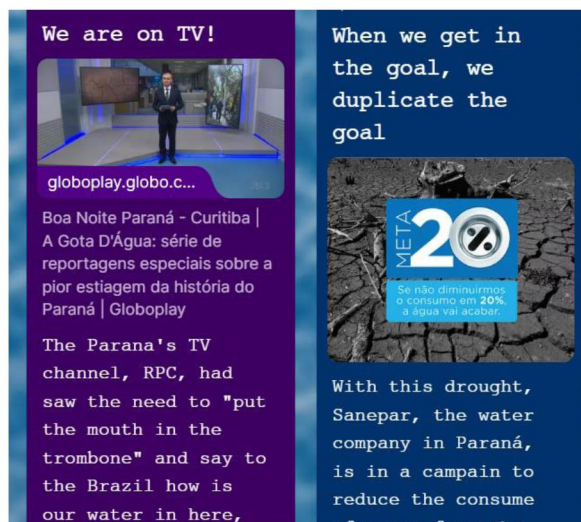 We are on TV!
globoplay.globo.c...
Boa Noite Paraná - Curitiba |
A Gota D'Água: série de
reportagens especiais sobre a
pior estiagem da história do
Paraná | Globoplay
The Parana's TV
channel, RPC, had
saw the need to "put
the mouth in the
trombone" and say to
the Brazil how is
our water in here,
When we get in
the goal, we
duplicate the
goal
META
20%
Se não diminuirmos
o consumo em 20%,
a água vai acabar.
With this drought,
Sanepar, the water
company in Paraná,
is in a campain to
reduce the consume